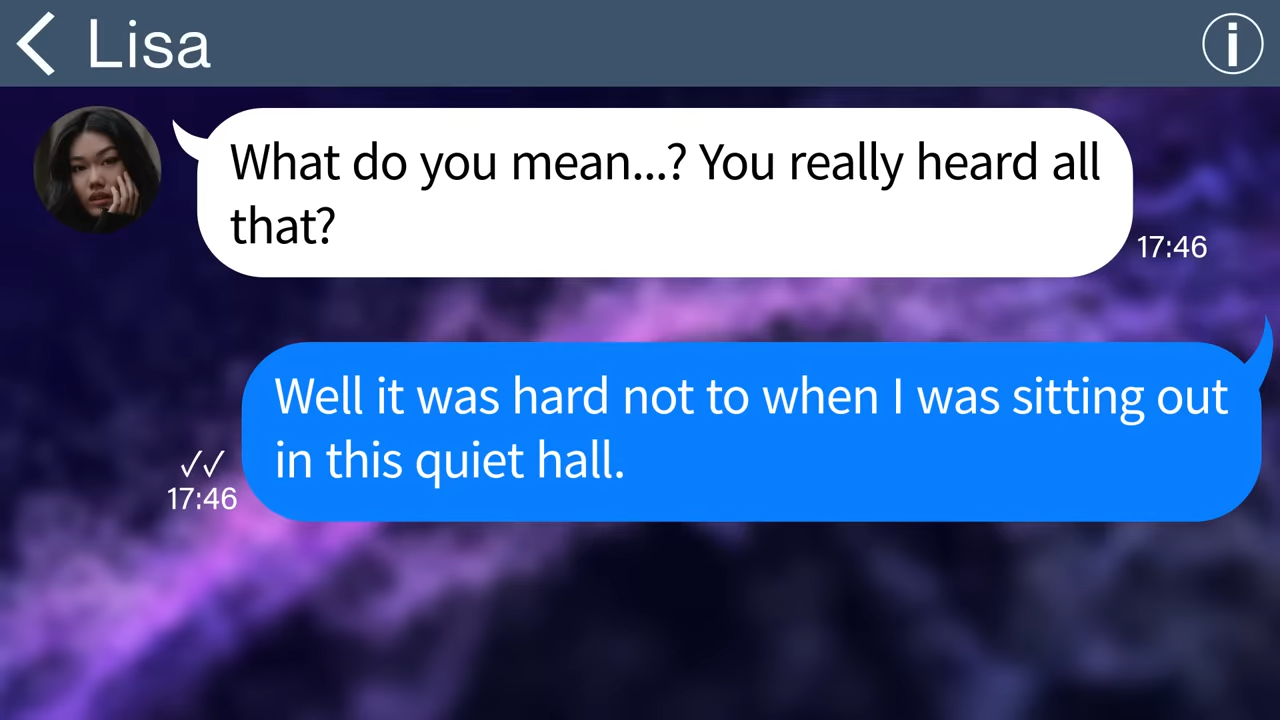 Lisa
What do you mean...? You really heard all
that?
17:46
Well it was hard not to when I was sitting out
in this quiet hall.
17:46